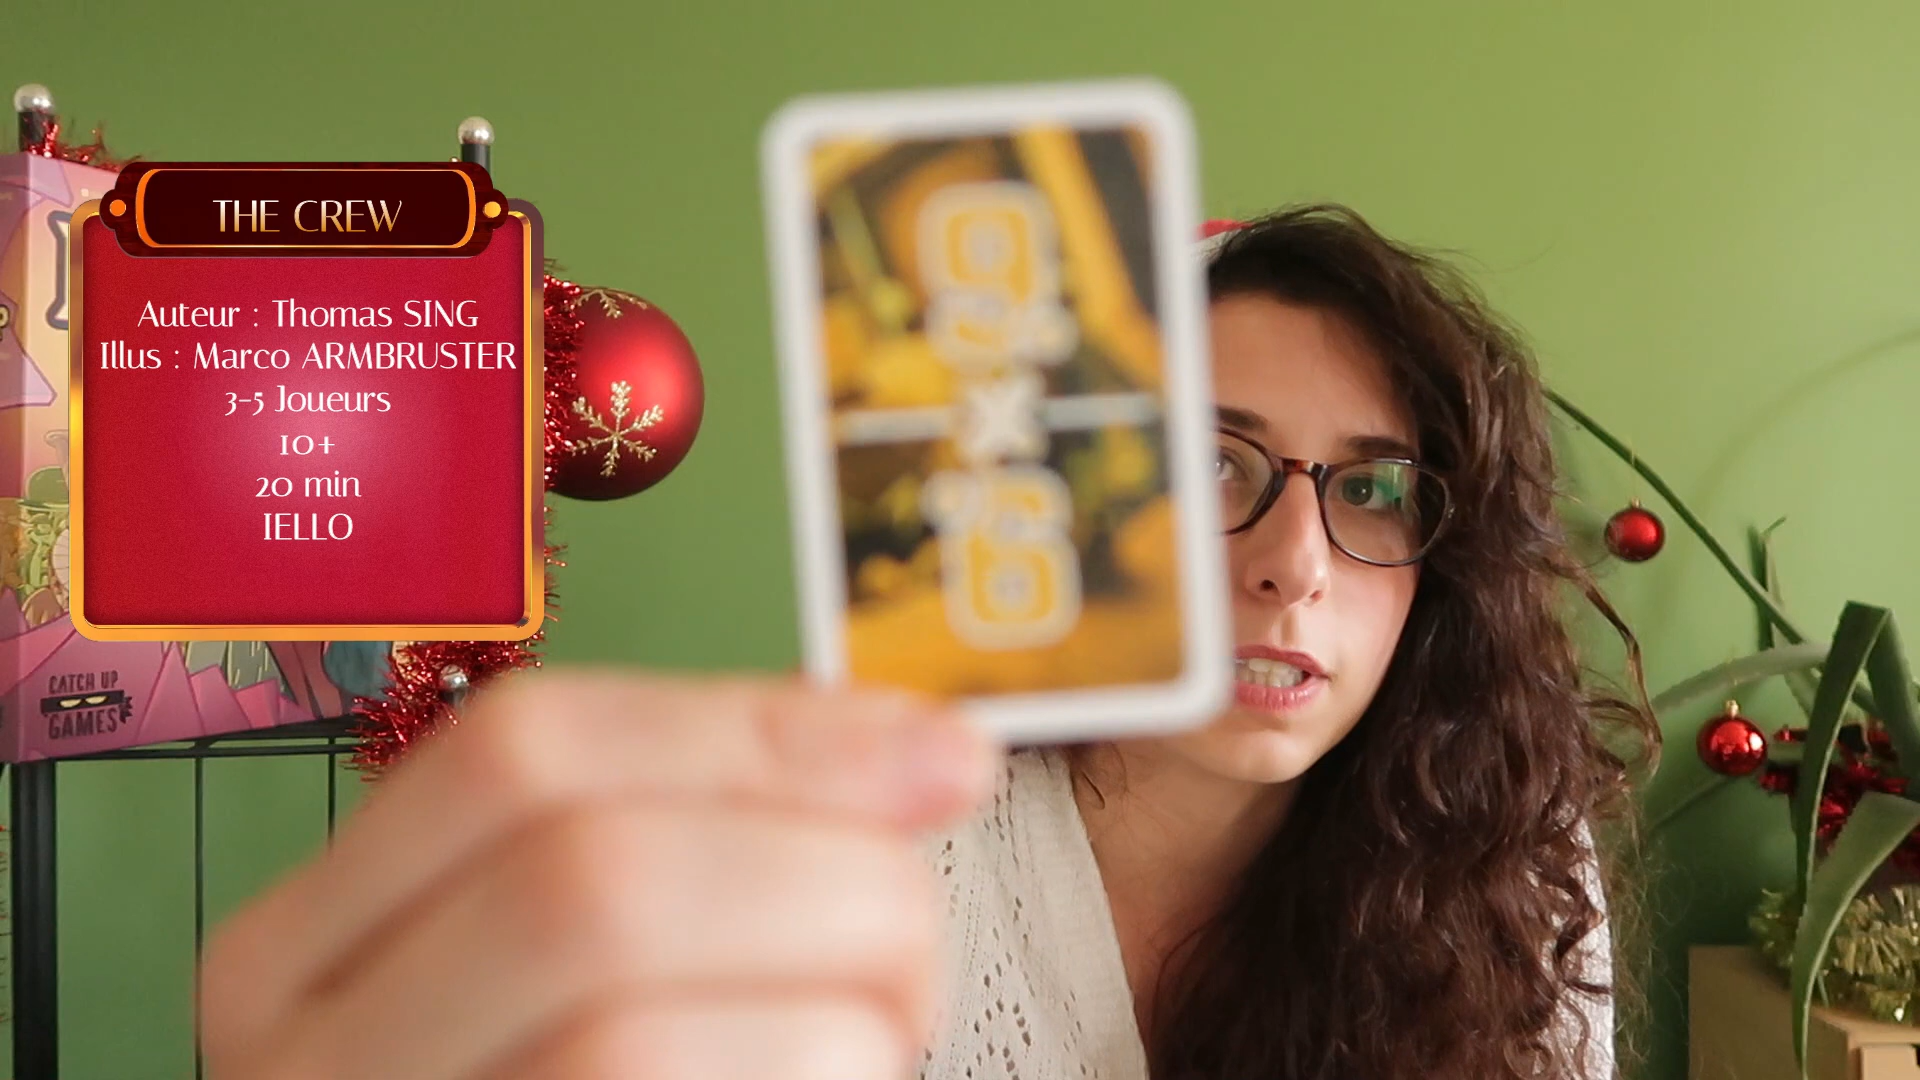 THE CREW
Auteur : Thomas SING
Illus : Marco ARMBRUSTER
3-5 Joueurs
10+
20 min
IELLO
CATCH UP
GAMES